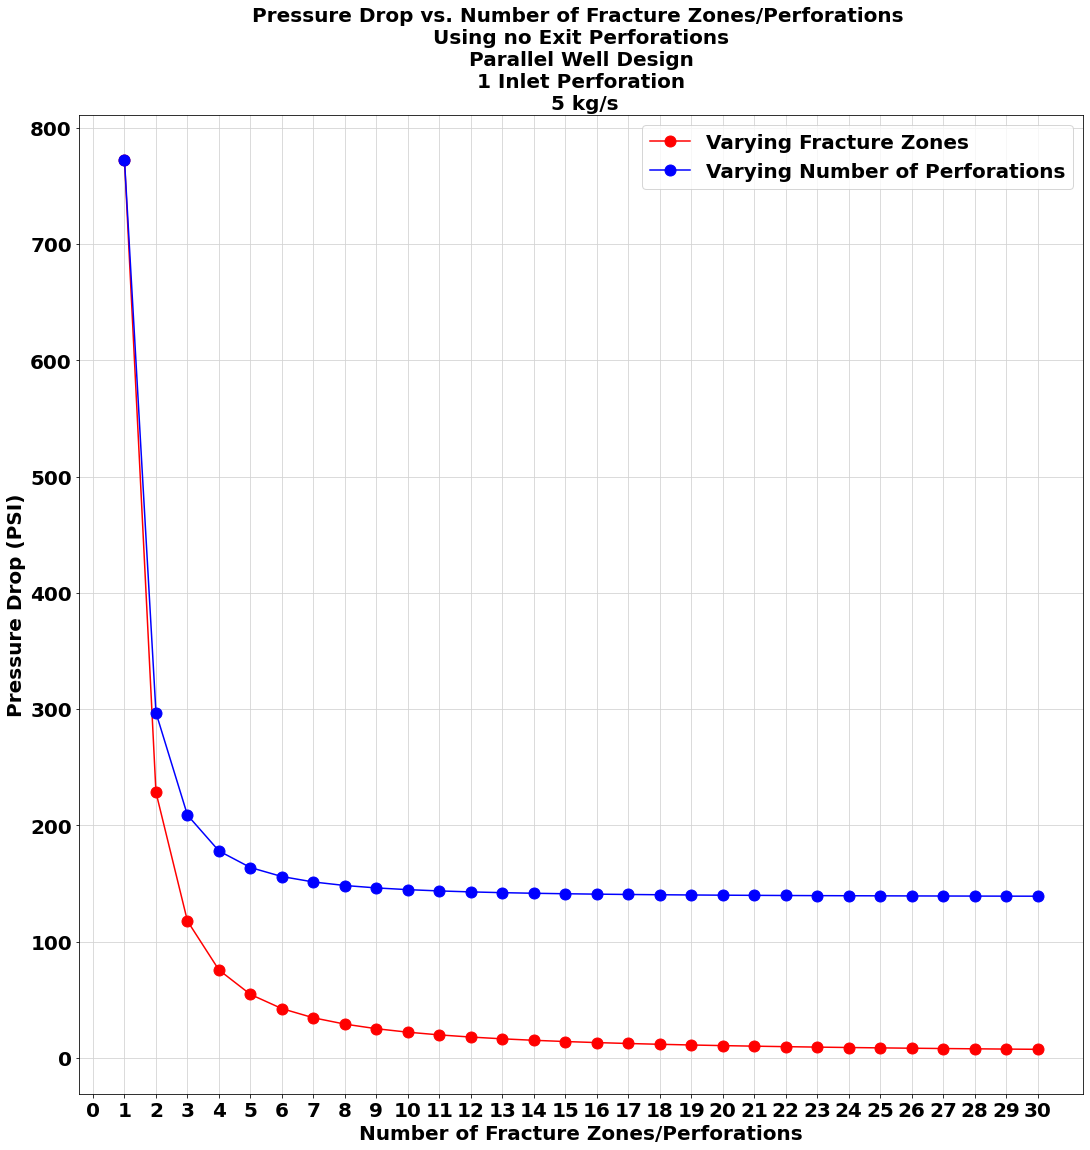 Pressure Drop vs. Number of Fracture Zones/Perforations
Using no Exit Perforations
Parallel Well Design
1 Inlet Perforation
5 kg/s
Varying Fracture Zones
Varying Number of Perforations
800
700
600
500
400
300
200
100
0
Pressure Drop (PSI)
0 1 2 3 4 5 6 7 8 9 10 11 12 13 14 15 16 17 18 19 20 21 22 23 24 25 26 27 28 29 30
Number of Fracture Zones/Perforations